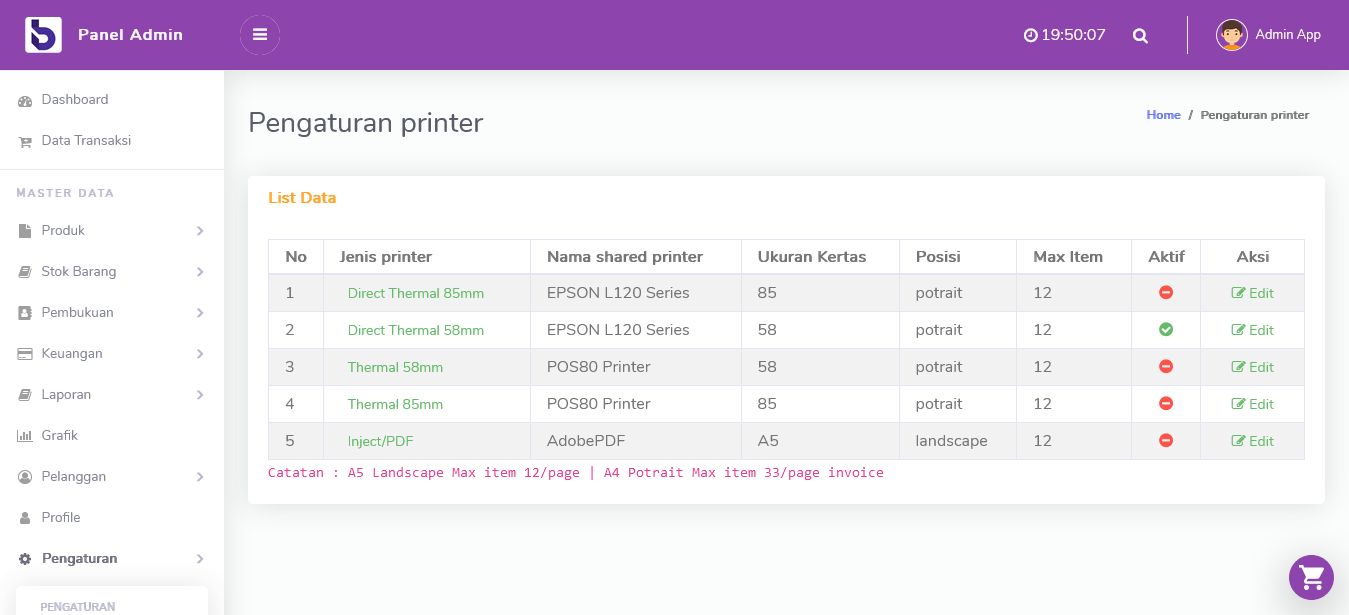 Panel Admin
19:50:07
Admin App
Dashboard
Data Transaksi
MASTER DATA
Produk
Stok Barang
Pembukuan
Keuangan
Laporan
Grafik
Pelanggan
Profile
Pengaturan
PENGATURAN
Pengaturan printer
Home / Pengaturan printer
List Data
No Jenis printer Nama shared printer Ukuran Kertas Posisi Max Item Aktif Aksi
1 Direct Thermal 85mm EPSON L120 Series 85 potrait 12 Edit
2 Direct Thermal 58mm EPSON L120 Series 58 potrait 12 Edit
3 Thermal 58mm POS80 Printer 58 potrait 12 Edit
4 Thermal 85mm POS80 Printer 85 potrait 12 Edit
5 Inject/PDF AdobePDF A5 landscape 12 Edit
Catatan : A5 Landscape Max item 12/page | A4 Potrait Max item 33/page invoice